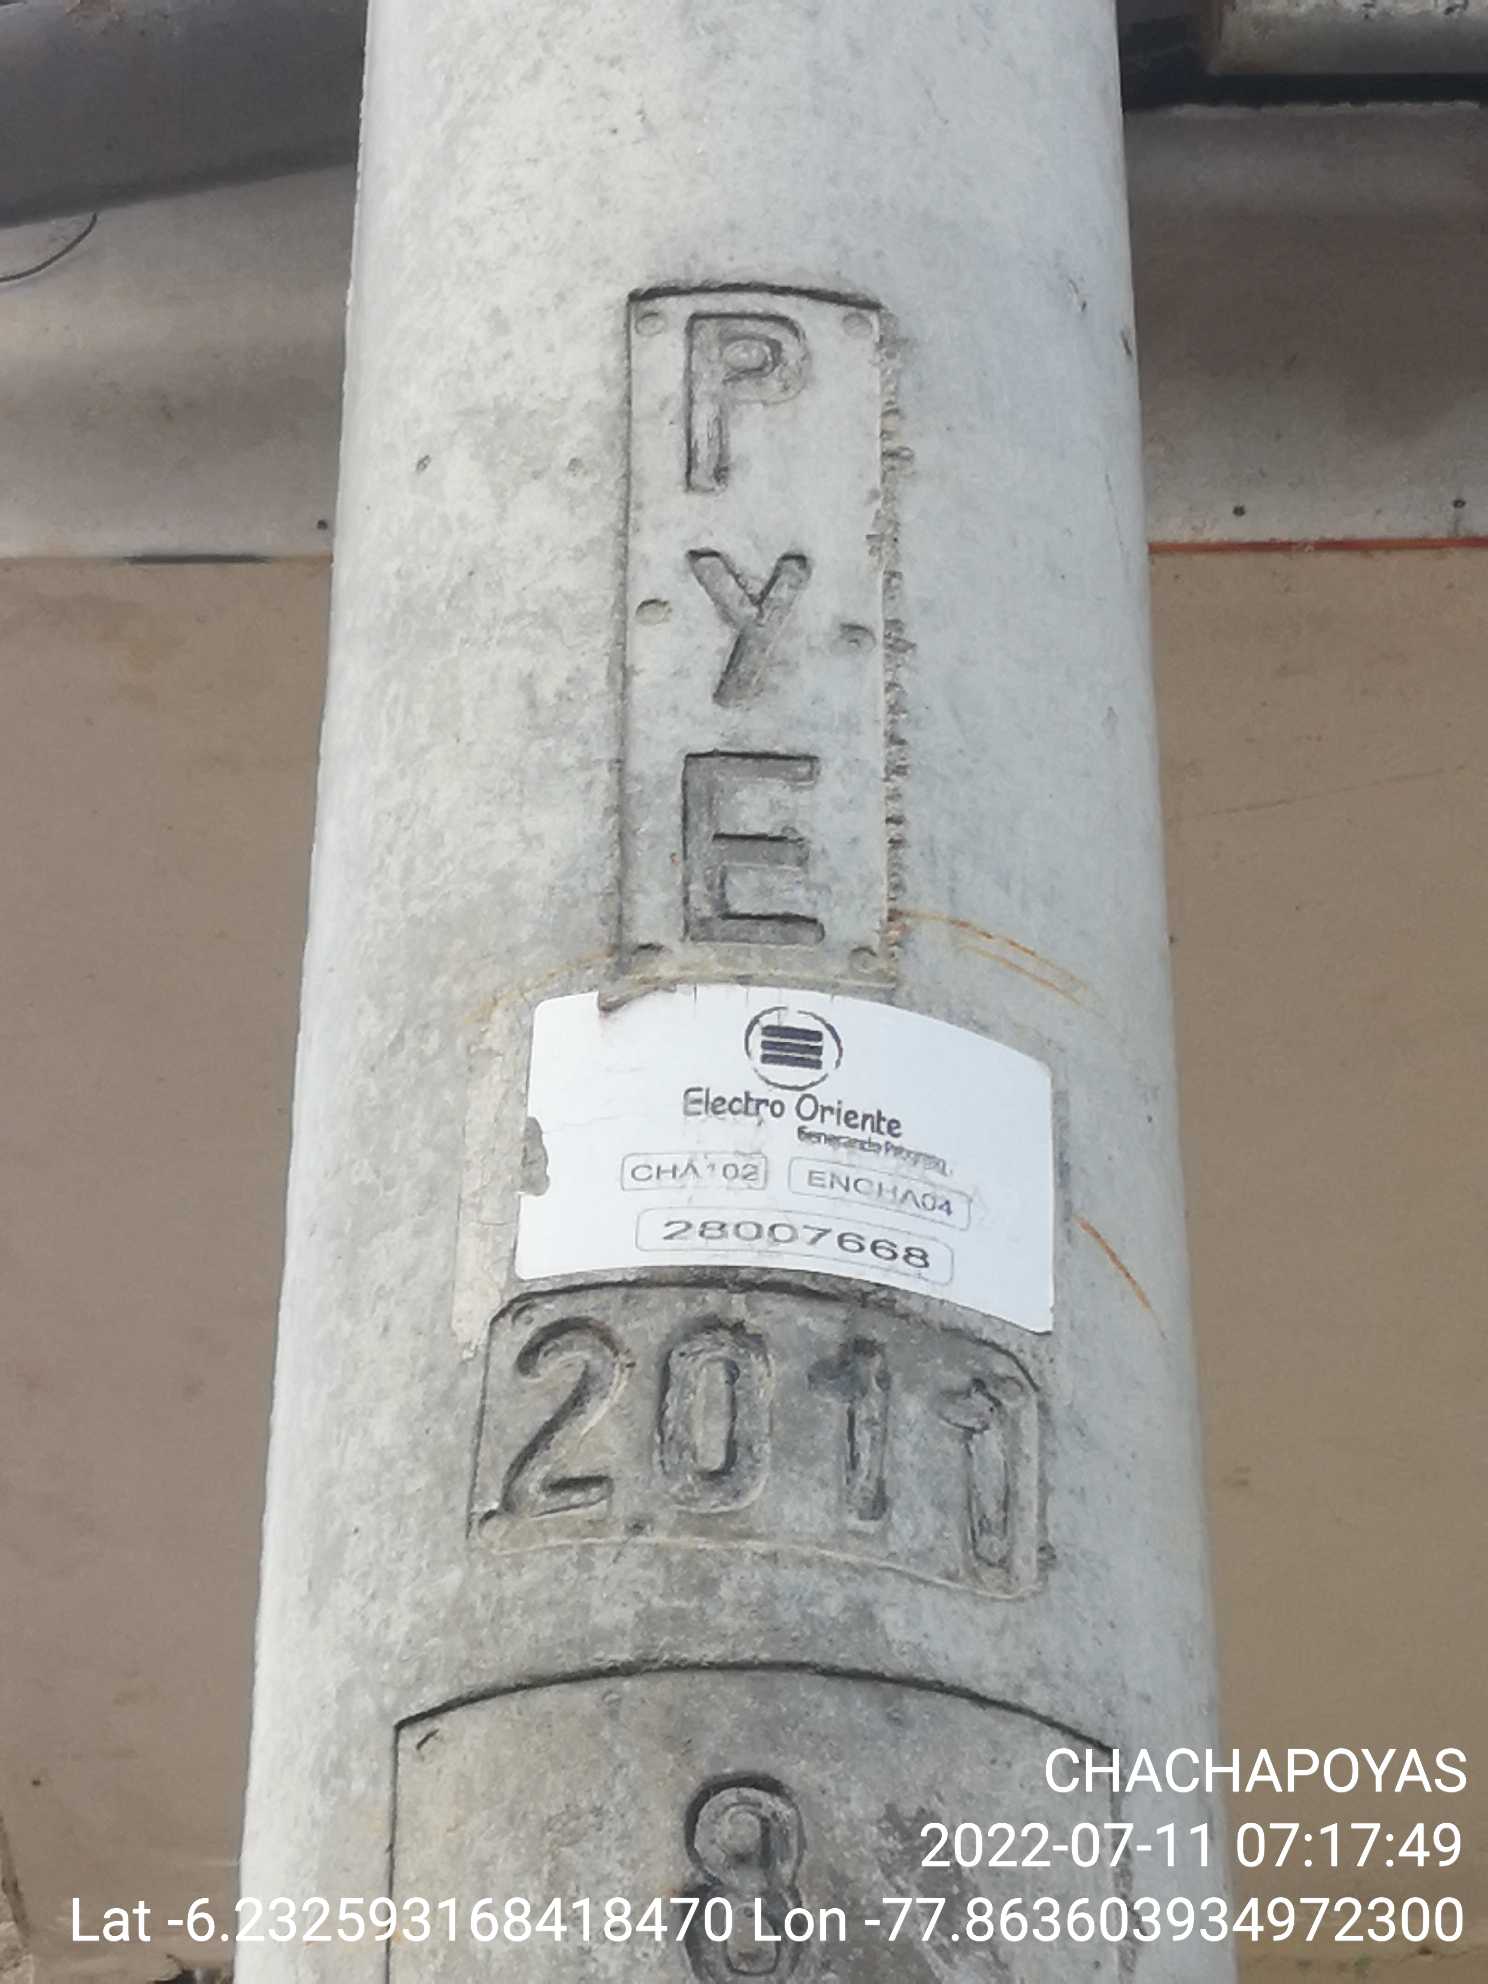 P
Y
E
Electro Oriente
CHA102 ENCHA04
28007668
2011
8
CHACHAPOYAS
2022-07-11 07:17:49
Lat -6.232593168418470 Lon -77.863603934972300